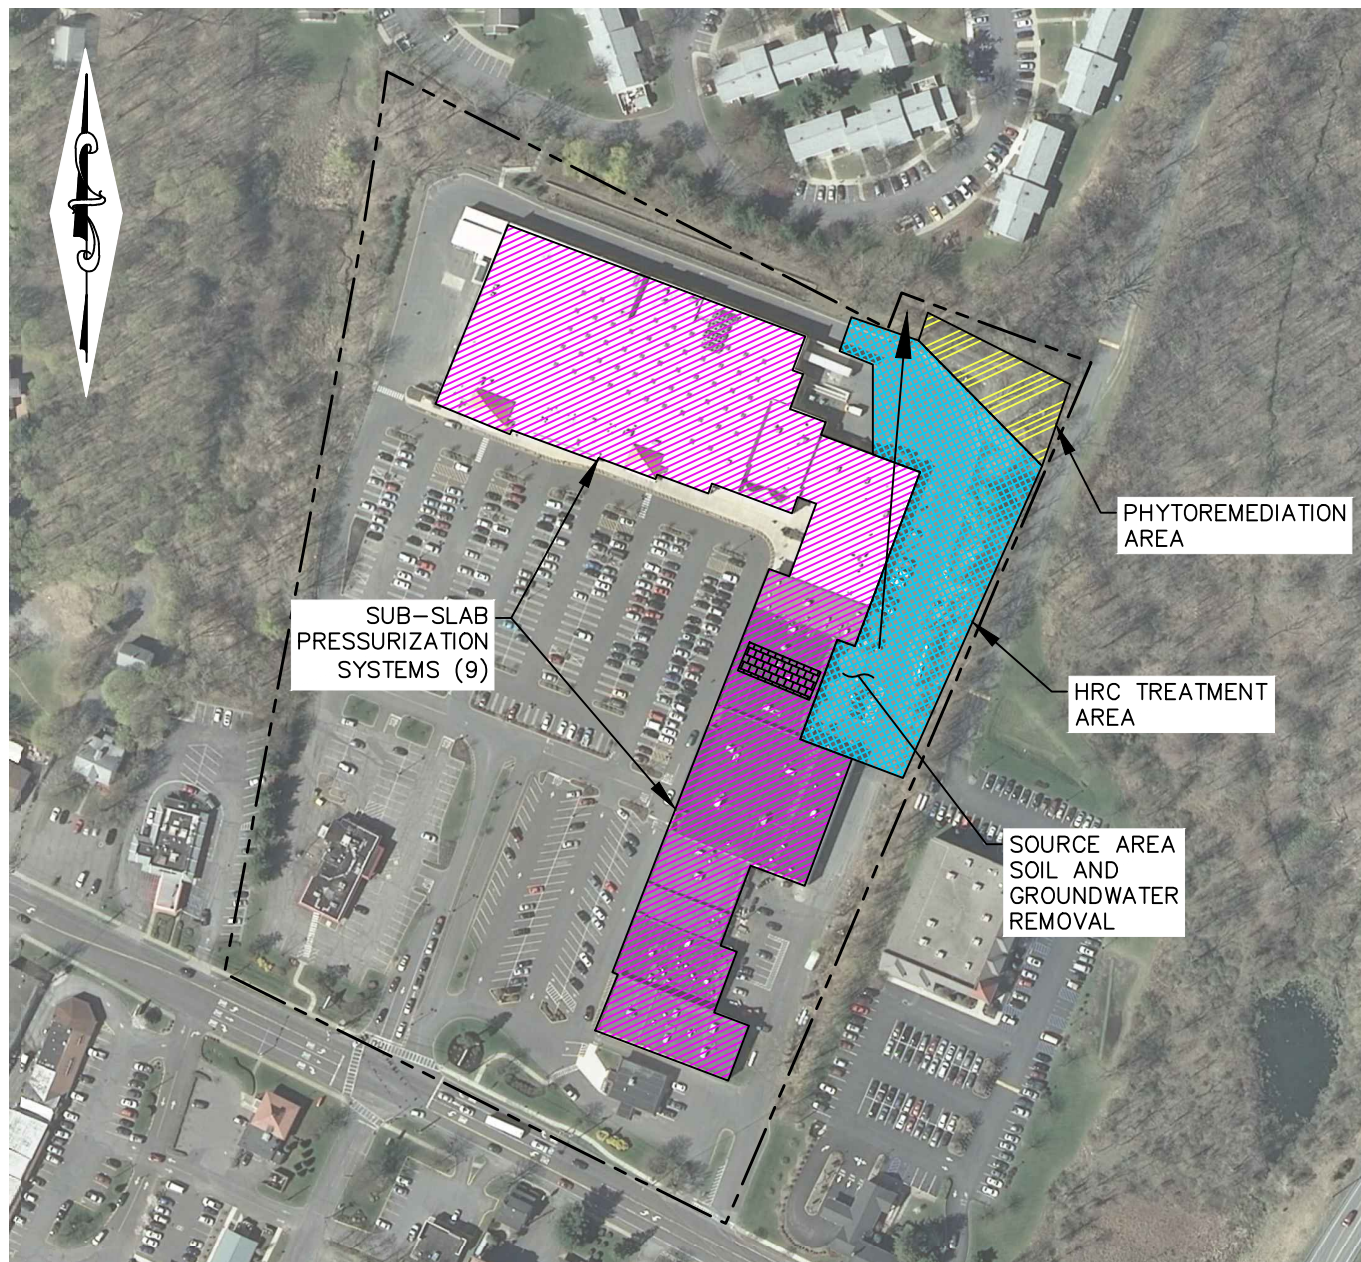 PHYTOREMEDIATION
AREA
SUB-SLAB
PRESSURIZATION
SYSTEMS (9)
HRC TREATMENT
AREA
SOURCE AREA
SOIL AND
GROUNDWATER
REMOVAL